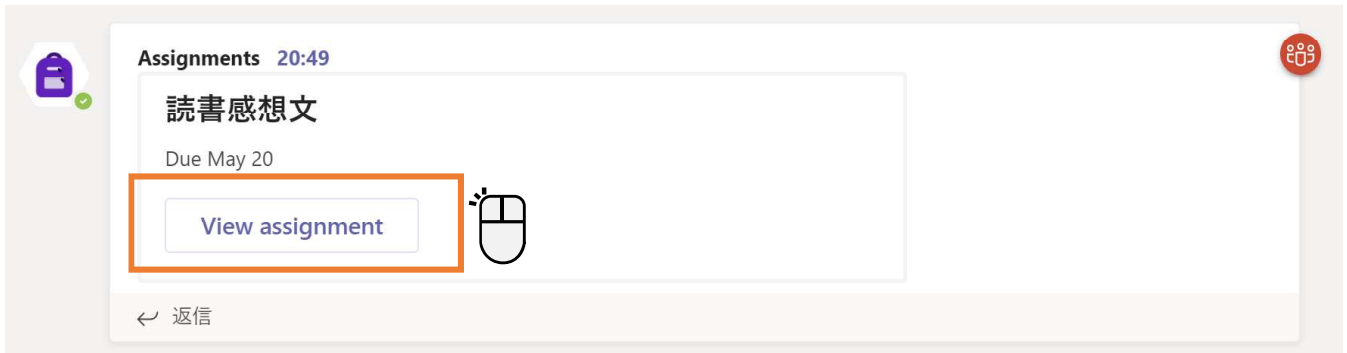 Assignments 20:49
読書感想文
Due May 20
View assignment
返信